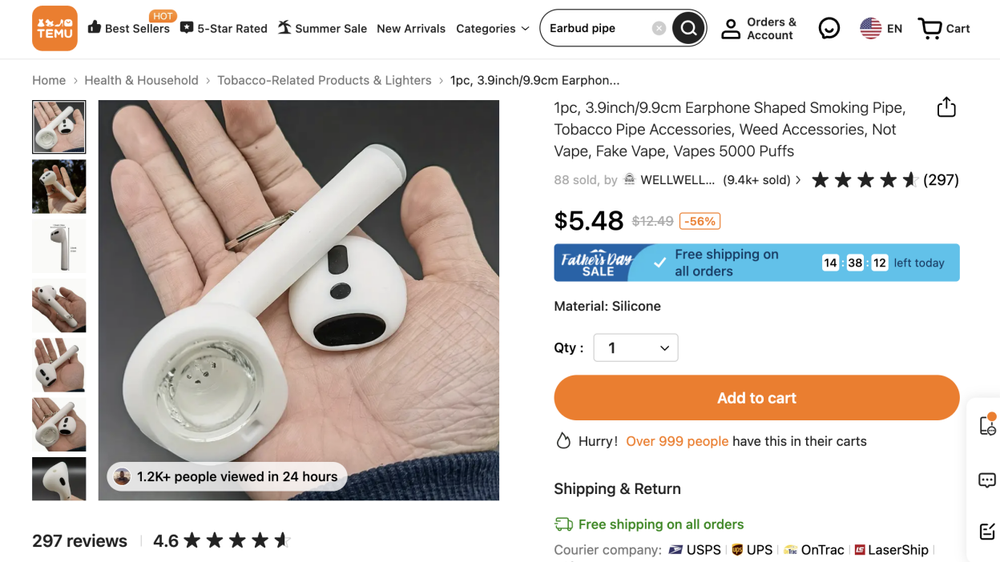 TEMU
Best Sellers
HOT
5-Star Rated
Summer Sale
New Arrivals
Categories
Earbud pipe
Orders &
Account
EN
Cart
Home > Health & Household > Tobacco-Related Products & Lighters > 1pc, 3.9inch/9.9cm Earphon...
1pc, 3.9inch/9.9cm Earphone Shaped Smoking Pipe,
Tobacco Pipe Accessories, Weed Accessories, Not
Vape, Fake Vape, Vapes 5000 Puffs
88 sold, by WELLWELL... (9.4k+ sold) > (297)
$5.48 $12.49 -56%
Father's Day
SALE
Free shipping on
all orders
14 : 38 : 12 left today
Material: Silicone
Qty : 1
Add to cart
Hurry! Over 999 people have this in their carts
1.2K+ people viewed in 24 hours
Shipping & Return
Free shipping on all orders
297 reviews | 4.6
Courier company: USPS | UPS | OnTrac | LaserShip |